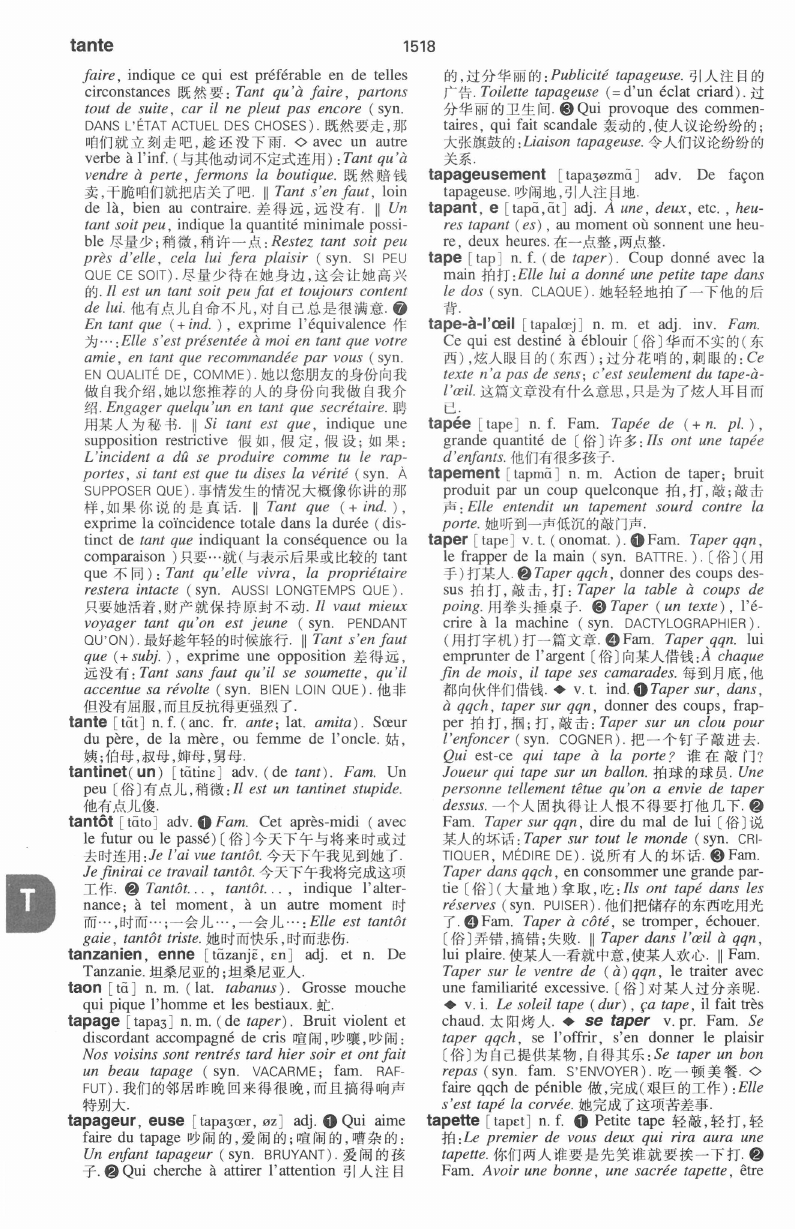 tante
1518
faire, indique ce qui est préférable en de telles
circonstances 既然要: Tant qu'à faire, partons
tout de suite, car il ne pleut pas encore (syn.
DANS L'ÉTAT ACTUEL DES CHOSES). 既然要走,那
咱们就立刻走吧,趁还没下雨. ◇ avec un autre
verbe à l'inf. (与其他动词不定式连用): Tant qu'à
vendre à perte, fermons la boutique. 既然赔钱
卖,干脆咱们就把店关了吧. ‖ Tant s'en faut, loin
de là, bien au contraire. 差得远,远没有. ‖ Un
tant soit peu, indique la quantité minimale possi-
ble 尽量少;稍微,稍许一点: Restez tant soit peu
près d'elle, cela lui fera plaisir (syn. SI PEU
QUE CE SOIT). 尽量少待在她身边,这会让她高兴
的. Il est un tant soit peu fat et toujours content
de lui. 他有点儿自命不凡,对自己总是很满意. ❼
En tant que (+ind.), exprime l'équivalence 作
为…: Elle s'est présentée à moi en tant que votre
amie, en tant que recommandée par vous (syn.
EN QUALITÉ DE, COMME). 她以您朋友的身份向我
做自我介绍,她以您推荐的人的身份向我做自我介
绍. Engager quelqu'un en tant que secrétaire. 聘
用某人为秘书. ‖ Si tant est que, indique une
supposition restrictive 假如,假定,假设;如果:
L'incident a dû se produire comme tu le rap-
portes, si tant est que tu dises la vérité (syn. À
SUPPOSER QUE). 事情发生的情况大概像你讲的那
样,如果你说的是真话. ‖ Tant que (+ ind.),
exprime la coïncidence totale dans la durée (dis-
tinct de tant que indiquant la conséquence ou la
comparaison )只要…就(与表示后果或比较的 tant
que 不同): Tant qu'elle vivra, la propriétaire
restera intacte (syn. AUSSI LONGTEMPS QUE).
只要她活着,财产就保持原封不动. Il vaut mieux
voyager tant qu'on est jeune (syn. PENDANT
QU'ON). 最好趁年轻的时候旅行. ‖ Tant s'en faut
que (+ subj.), exprime une opposition 差得远,
远没有: Tant sans faut qu'il se soumette, qu'il
accentue sa révolte (syn. BIEN LOIN QUE). 他非
但没有屈服,而且反抗得更强烈了.
tante [tɑ̃t] n. f. (anc. fr. ante; lat. amita). Sœur
du père, de la mère, ou femme de l'oncle. 姑,
姨;伯母,叔母,婶母,舅母.
tantinet(un) [tɑ̃tinɛ] adv. (de tant). Fam. Un
peu [俗]有点儿,稍微: Il est un tantinet stupide.
他有点儿傻.
tantôt [tɑ̃to] adv. ❶ Fam. Cet après-midi (avec
le futur ou le passé)[俗]今天下午与将来时或过
去时连用: Je l'ai vue tantôt. 今天下午我见到她了.
Je finirai ce travail tantôt. 今天下午我将完成这项
工作. ❷ Tantôt..., tantôt..., indique l'alter-
nance; à tel moment, à un autre moment 时
而…,时而…;一会儿…,一会儿…: Elle est tantôt
gaie, tantôt triste. 她时而快乐,时而悲伤.
tanzanien, enne [tɑ̃zanjɛ̃, ɛn] adj. et n. De
Tanzanie. 坦桑尼亚的;坦桑尼亚人.
taon [tɑ̃] n. m. (lat. tabanus). Grosse mouche
qui pique l'homme et les bestiaux. 虻.
tapage [tapaʒ] n. m. (de taper). Bruit violent et
discordant accompagné de cris 喧闹,吵嚷,吵闹:
Nos voisins sont rentrés tard hier soir et ont fait
un beau tapage (syn. VACARME; fam. RAF-
FUT). 我们的邻居昨晚回来得很晚,而且搞得响声
特别大.
tapageur, euse [tapaʒœr, øz] adj. ❶ Qui aime
faire du tapage 吵闹的,爱闹的;喧闹的,嘈杂的:
Un enfant tapageur (syn. BRUYANT). 爱闹的孩
子. ❷ Qui cherche à attirer l'attention 引人注目
的,过分华丽的: Publicité tapageuse. 引人注目的
广告. Toilette tapageuse (=d'un éclat criard). 过
分华丽的卫生间. ❸ Qui provoque des commen-
taires, qui fait scandale 轰动的,使人议论纷纷的;
大张旗鼓的: Liaison tapageuse. 令人们议论纷纷的
关系.
tapageusement [tapaʒøzmɑ̃] adv. De façon
tapageuse. 吵闹地,引人注目地.
tapant, e [tapɑ̃, ɑ̃t] adj. À une, deux, etc., heu-
res tapant (es), au moment où sonnent une heu-
re, deux heures. 在一点整,两点整.
tape [tap] n. f. (de taper). Coup donné avec la
main 拍打: Elle lui a donné une petite tape dans
le dos (syn. CLAQUE). 她轻轻地拍了一下他的后
背.
tape-à-l'œil [tapalœj] n. m. et adj. inv. Fam.
Ce qui est destiné à éblouir [俗]华而不实的(东
西),炫人眼目的(东西);过分花哨的,刺眼的: Ce
texte n'a pas de sens; c'est seulement du tape-à-
l'œil. 这篇文章没有什么意思,只是为了炫人耳目而
已.
tapée [tape] n. f. Fam. Tapée de (+ n. pl.),
grande quantité de [俗]许多: Ils ont une tapée
d'enfants. 他们有很多孩子.
tapement [tapmɑ̃] n. m. Action de taper; bruit
produit par un coup quelconque 拍,打,敲;敲击
声: Elle entendit un tapement sourd contre la
porte. 她听到一声低沉的敲门声.
taper [tape] v. t. (onomat.). ❶ Fam. Taper qqn,
le frapper de la main (syn. BATTRE.). [俗](用
手)打某人. ❷ Taper qqch, donner des coups des-
sus 拍打,敲击,打: Taper la table à coups de
poing. 用拳头捶桌子. ❸ Taper (un texte), l'é-
crire à la machine (syn. DACTYLOGRAPHIER).
(用打字机)打一篇文章. ❹ Fam. Taper qqn. lui
emprunter de l'argent [俗]向某人借钱: À chaque
fin de mois, il tape ses camarades. 每到月底,他
都向伙伴们借钱. ◆ v. t. ind. ❶ Taper sur, dans,
à qqch, taper sur qqn, donner des coups, frap-
per 拍打,掴;打,敲击: Taper sur un clou pour
l'enfoncer (syn. COGNER). 把一个钉子敲进去.
Qui est-ce qui tape à la porte? 谁在敲门?
Joueur qui tape sur un ballon. 拍球的球员. Une
personne tellement têtue qu'on a envie de taper
dessus. 一个人固执得让人恨不得要打他几下. ❷
Fam. Taper sur qqn, dire du mal de lui [俗]说
某人的坏话: Taper sur tout le monde (syn. CRI-
TIQUER, MÉDIRE DE). 说所有人的坏话. ❸ Fam.
Taper dans qqch, en consommer une grande par-
tie [俗](大量地)拿取,吃: Ils ont tapé dans les
réserves (syn. PUISER). 他们把储存的东西吃用光
了. ❹ Fam. Taper à côté, se tromper, échouer.
[俗]弄错,搞错;失败. ‖ Taper dans l'œil à qqn,
lui plaire. 使某人一看就中意,使某人欢心. ‖ Fam.
Taper sur le ventre de (à) qqn, le traiter avec
une familiarité excessive. [俗]对某人过分亲昵.
◆ v. i. Le soleil tape (dur), ça tape, il fait très
chaud. 太阳烤人. ◆ se taper v. pr. Fam. Se
taper qqch, se l'offrir, s'en donner le plaisir
[俗]为自己提供某物,自得其乐: Se taper un bon
repas (syn. fam. S'ENVOYER). 吃一顿美餐. ◇
faire qqch de pénible 做,完成(艰巨的工作): Elle
s'est tapé la corvée. 她完成了这项苦差事.
tapette [tapɛt] n. f. ❶ Petite tape 轻敲,轻打,轻
拍: Le premier de vous deux qui rira aura une
tapette. 你们两人谁要是先笑谁就要挨一下打. ❷
Fam. Avoir une bonne, une sacrée tapette, être
T